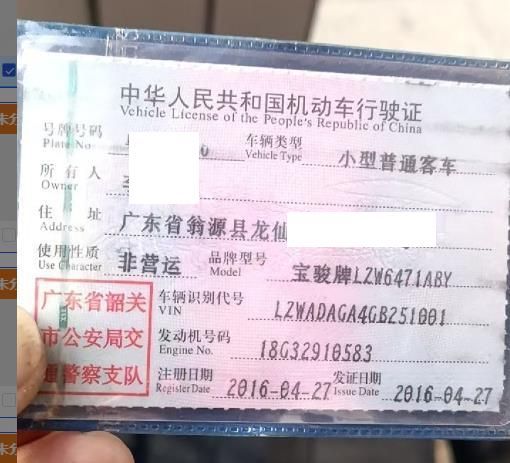 中华人民共和国机动车行驶证
Vehicle License of the People's Republic of China
号牌号码
Plate No.
车辆类型 小型普通客车
Vehicle Type
所有人
Owner
住址 广东省翁源县龙仙
Address
使用性质 非营运
Use Character
品牌型号 宝骏牌LZW6471ABY
Model
广东省韶关
市公安局交
通警察支队
车辆识别代号 LZWADAGA4GB251001
VIN
发动机号码 18G32910583
Engine No.
注册日期 2016-04-27
Register Date
发证日期 2016-04-27
Issue Date